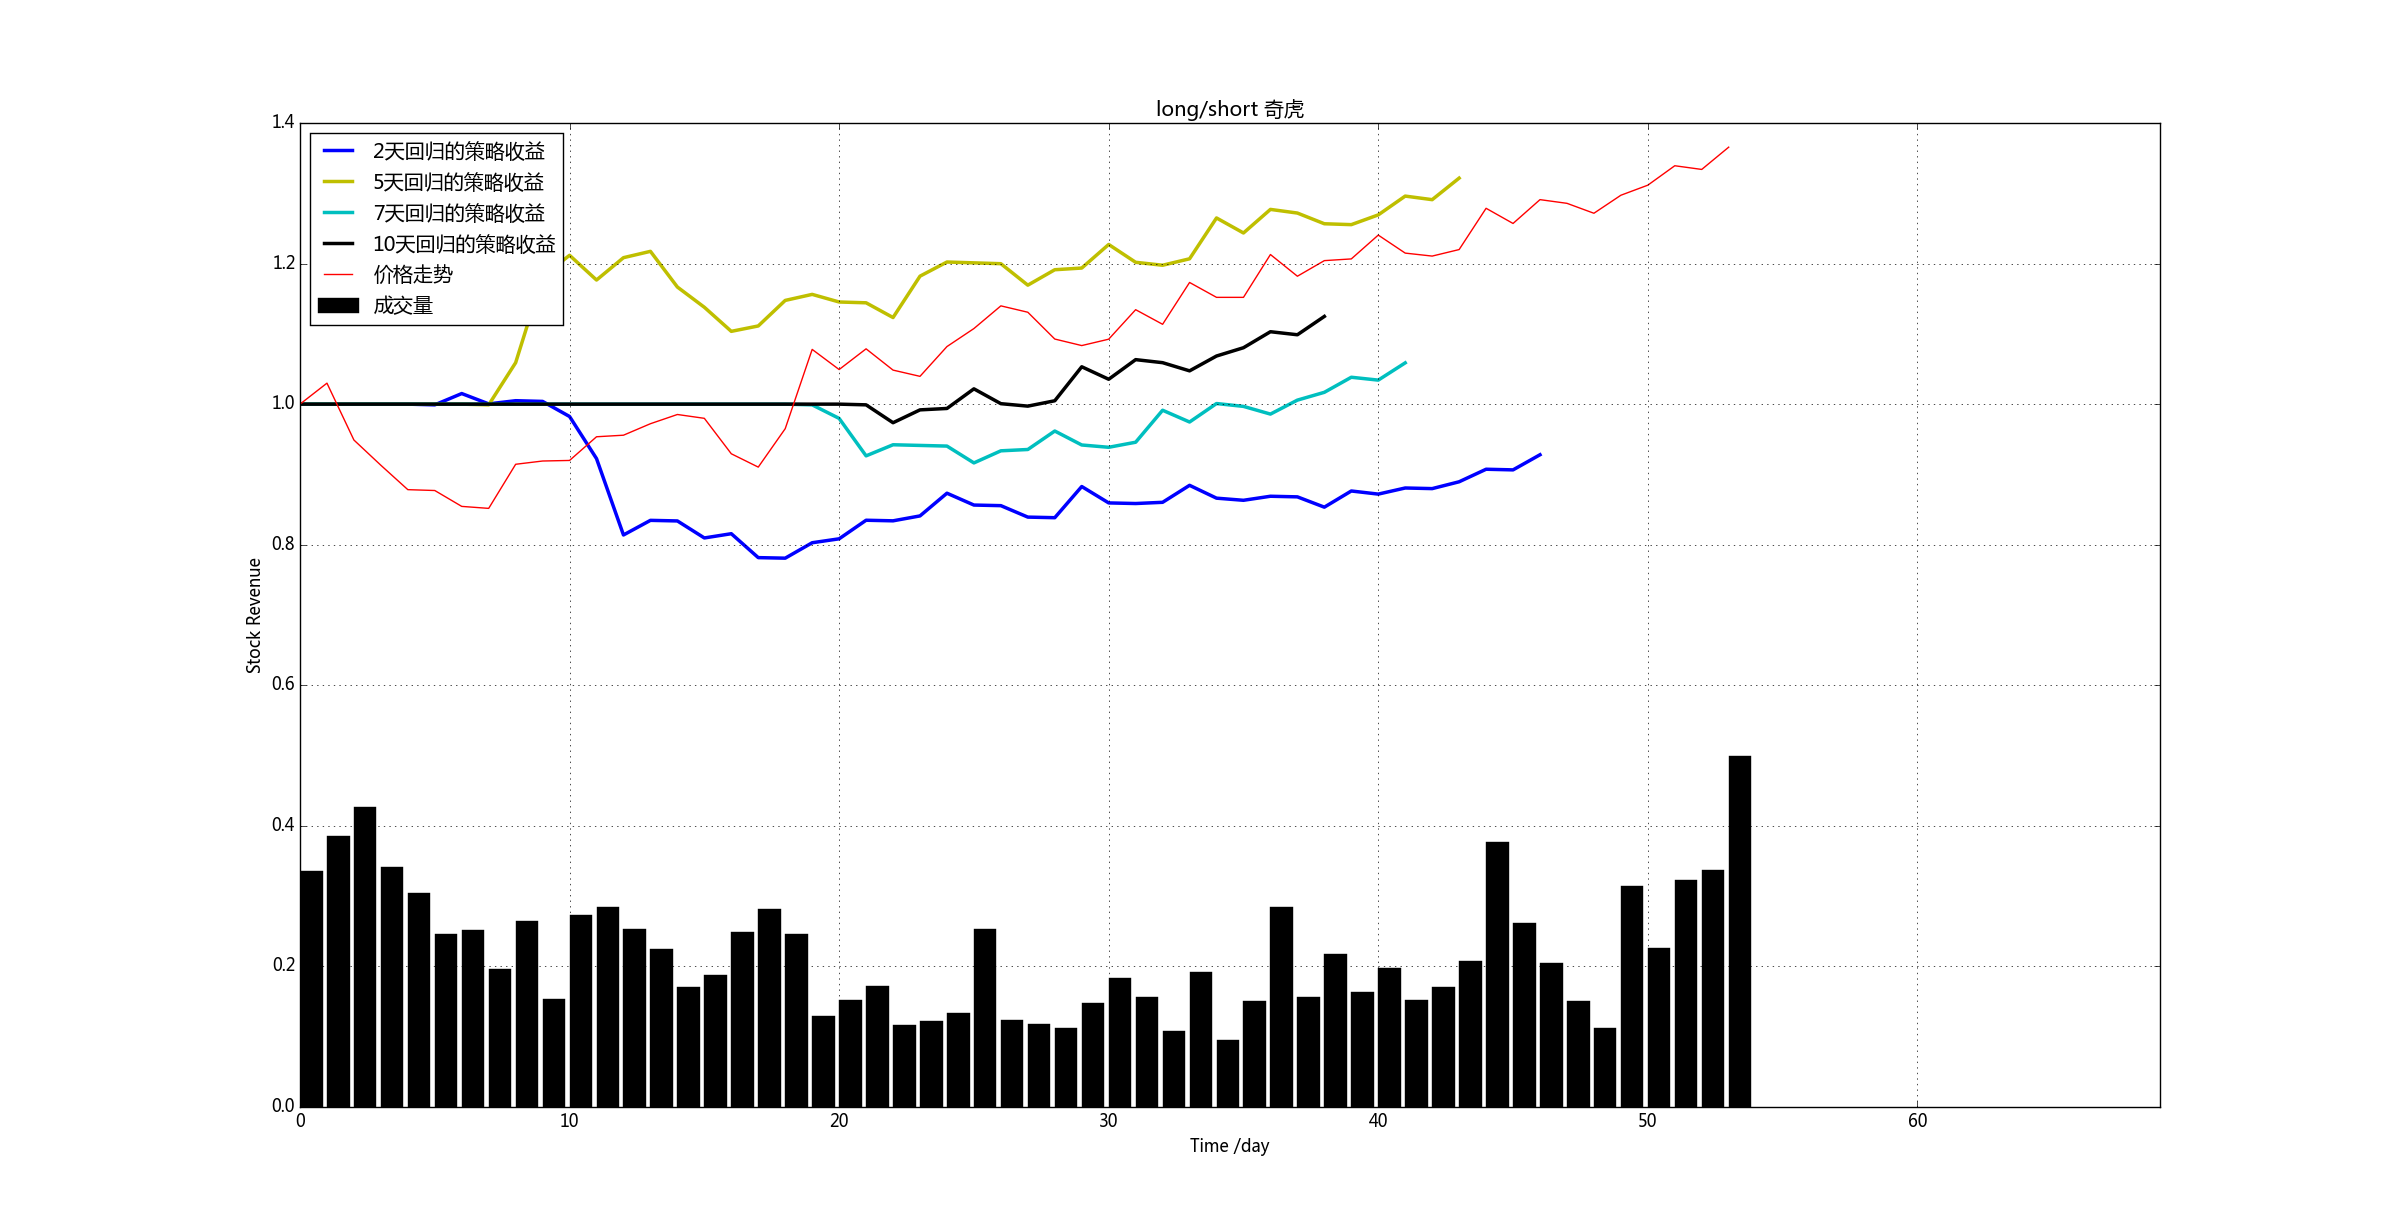 long/short 奇虎
1.4
1.2
1.0
0.8
0.6
0.4
0.2
0.0
Stock Revenue
2天回归的策略收益
5天回归的策略收益
7天回归的策略收益
10天回归的策略收益
价格走势
成交量
0 10 20 30 40 50 60
Time /day